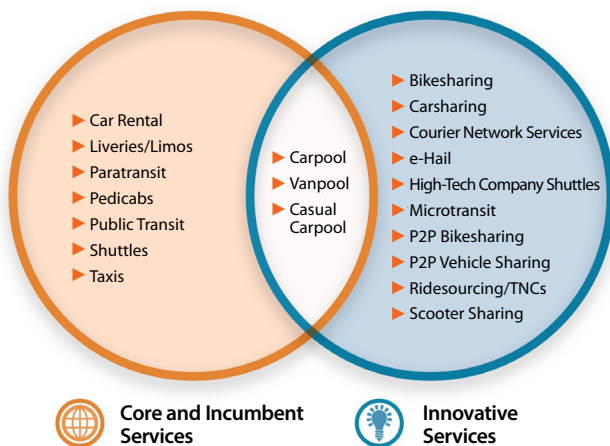 Car Rental
Liveries/Limos
Paratransit
Pedicabs
Public Transit
Shuttles
Taxis
Carpool
Vanpool
Casual
Carpool
Bikesharing
Carsharing
Courier Network Services
e-Hail
High-Tech Company Shuttles
Microtransit
P2P Bikesharing
P2P Vehicle Sharing
Ridesourcing/TNCs
Scooter Sharing
Core and Incumbent
Services
Innovative
Services